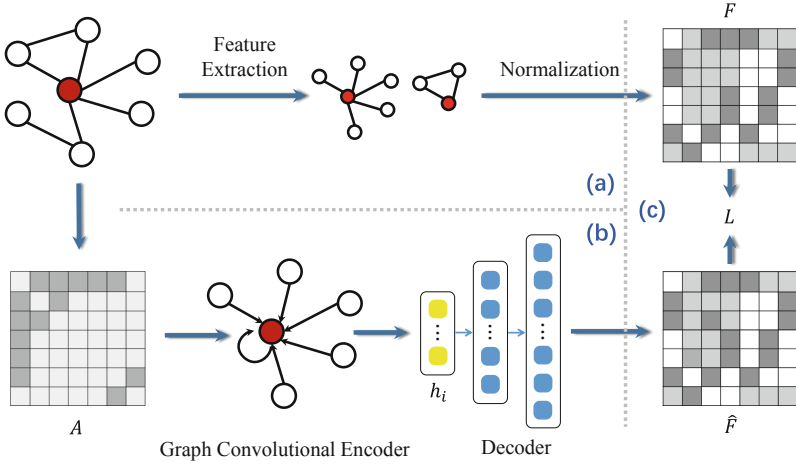 F
Feature
Extraction
Normalization
(a)
(c)
L
(b)
h_i
A
F̂
Graph Convolutional Encoder
Decoder